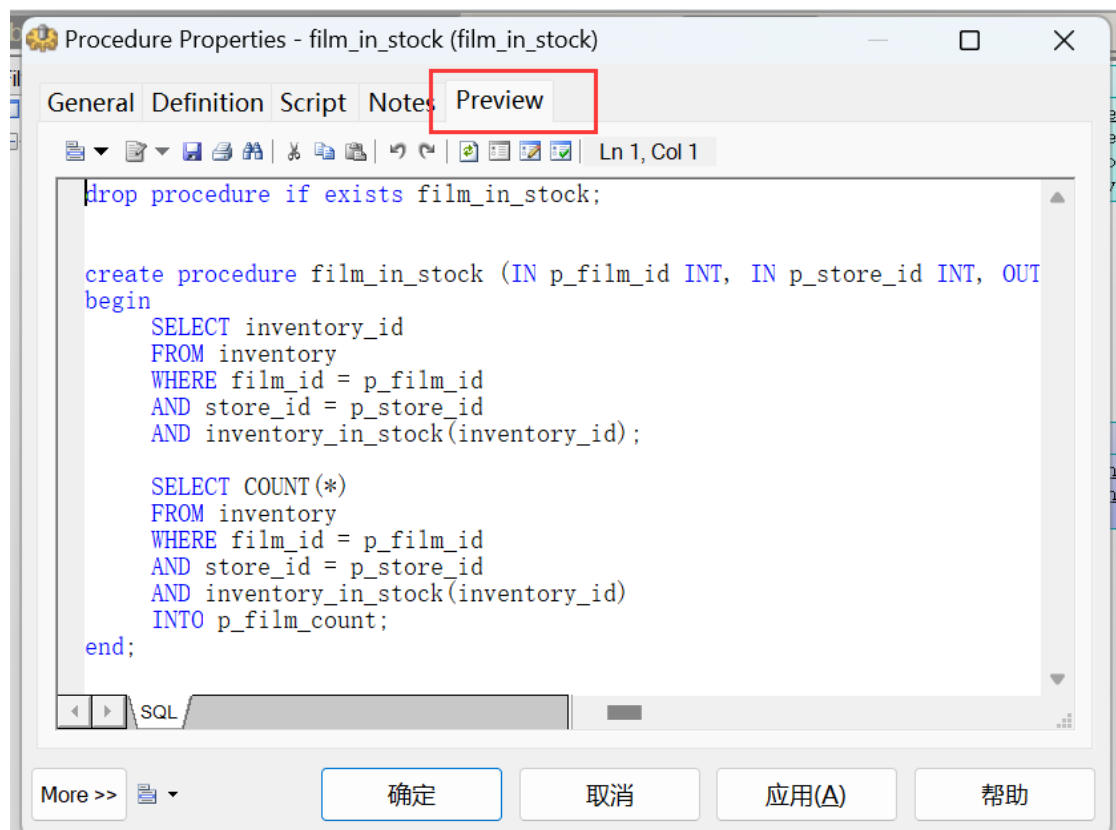 Procedure Properties - film_in_stock (film_in_stock)
General Definition Script Notes Preview
Ln 1, Col 1
drop procedure if exists film_in_stock;
create procedure film_in_stock (IN p_film_id INT, IN p_store_id INT, OUT
begin
SELECT inventory_id
FROM inventory
WHERE film_id = p_film_id
AND store_id = p_store_id
AND inventory_in_stock(inventory_id);
SELECT COUNT(*)
FROM inventory
WHERE film_id = p_film_id
AND store_id = p_store_id
AND inventory_in_stock(inventory_id)
INTO p_film_count;
end;
SQL
More >> 确定 取消 应用(A) 帮助